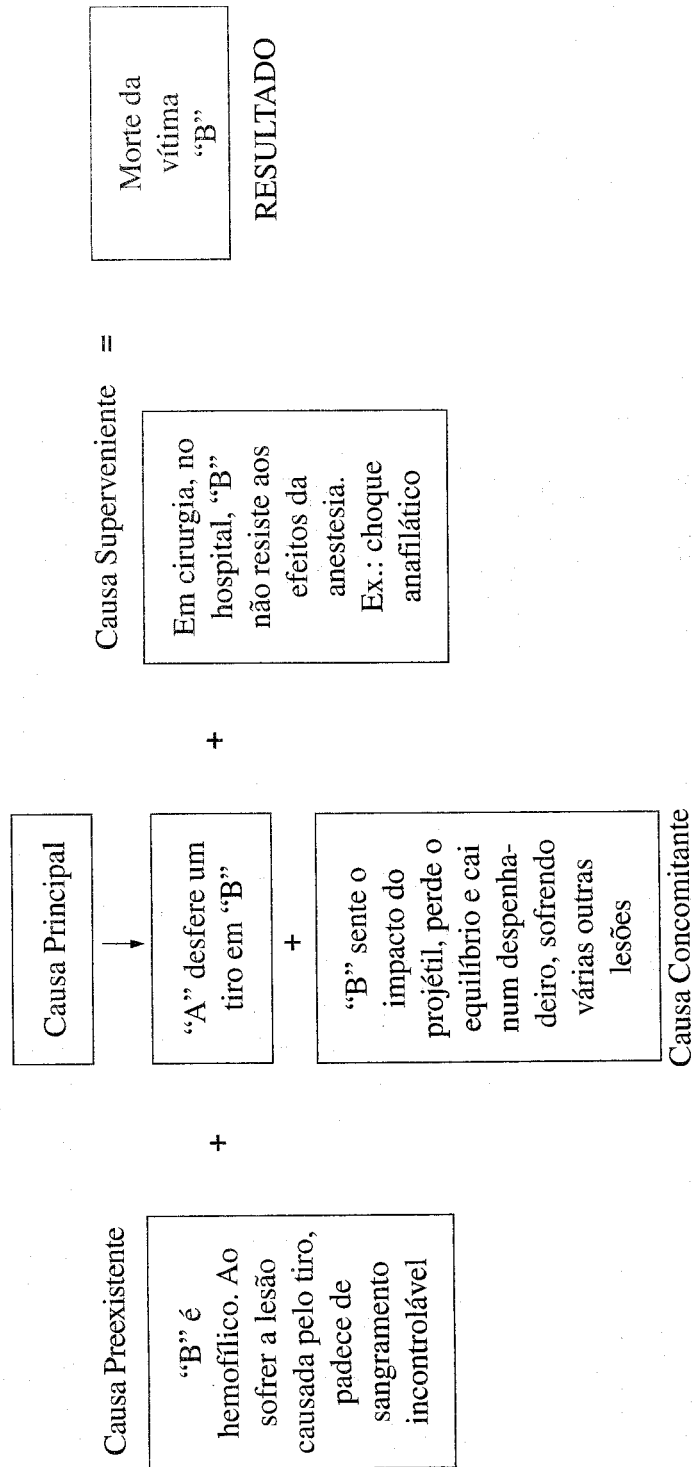 Causa Preexistente
“B” é
hemofílico. Ao
sofrer a lesão
causada pelo tiro,
padece de
sangramento
incontrolável
+
Causa Principal
“A” desfere um
tiro em “B”
+
“B” sente o
impacto do
projétil, perde o
equilíbrio e cai
num despenha-
deiro, sofrendo
várias outras
lesões
Causa Concomitante
+
Causa Superveniente
Em cirurgia, no
hospital, “B”
não resiste aos
efeitos da
anestesia.
Ex.: choque
anafilático
=
Morte da
vítima
“B”
RESULTADO